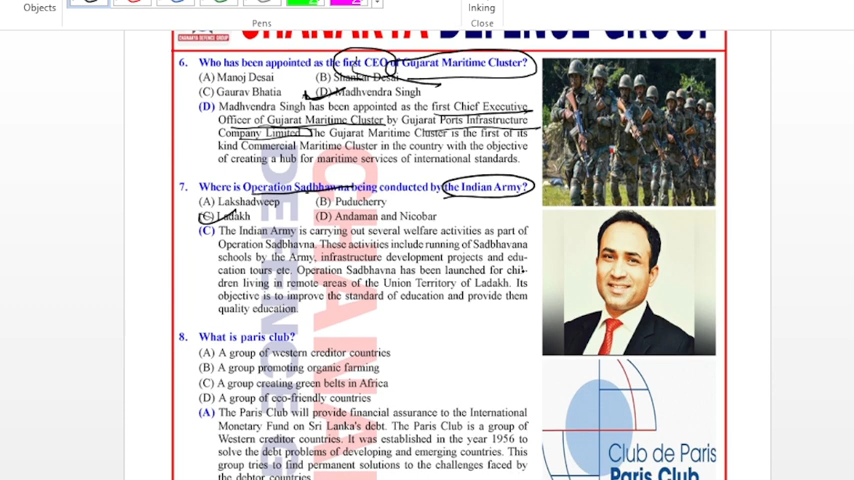 Objects
Pens
Inking
Close
CHANAKYA DEFENCE GROUP
CHANAKYA DEFENCE GROUP
6. Who has been appointed as the first CEO of Gujarat Maritime Cluster?
(A) Manoj Desai (B) Shankar Desai
(C) Gaurav Bhatia (D) Madhvendra Singh
(D) Madhvendra Singh has been appointed as the first Chief Executive
Officer of Gujarat Maritime Cluster by Gujarat Ports Infrastructure
Company Limited. The Gujarat Maritime Cluster is the first of its
kind Commercial Maritime Cluster in the country with the objective
of creating a hub for maritime services of international standards.
7. Where is Operation Sadbhawna being conducted by the Indian Army?
(A) Lakshadweep (B) Puducherry
(C) Ladakh (D) Andaman and Nicobar
(C) The Indian Army is carrying out several welfare activities as part of
Operation Sadbhavna. These activities include running of Sadbhavana
schools by the Army, infrastructure development projects and edu-
cation tours etc. Operation Sadbhavna has been launched for chil-
dren living in remote areas of the Union Territory of Ladakh. Its
objective is to improve the standard of education and provide them
quality education.
8. What is paris club?
(A) A group of western creditor countries
(B) A group promoting organic farming
(C) A group creating green belts in Africa
(D) A group of eco-friendly countries
(A) The Paris Club will provide financial assurance to the International
Monetary Fund on Sri Lanka's debt. The Paris Club is a group of
Western creditor countries. It was established in the year 1956 to
solve the debt problems of developing and emerging countries. This
group tries to find permanent solutions to the challenges faced by
the debtor countries.
Club de Paris
Paris Club